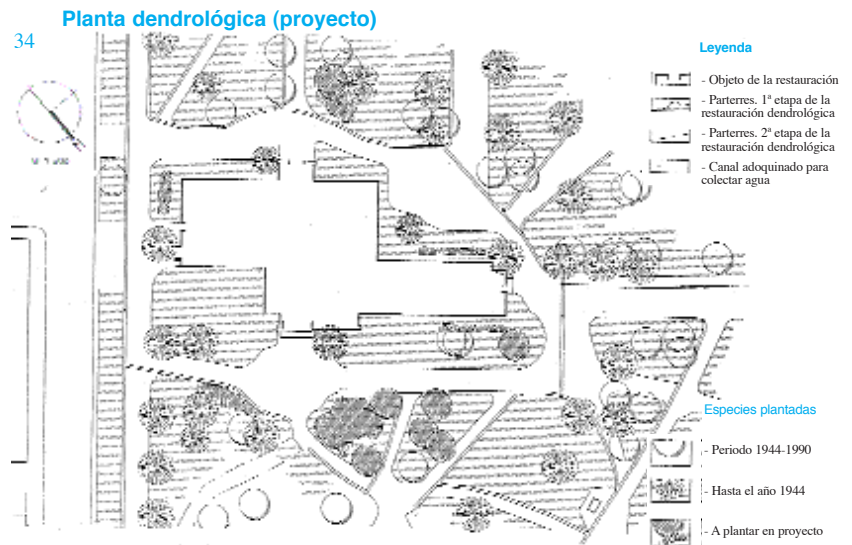 Planta dendrológica (proyecto)
34
Leyenda
- Objeto de la restauración
- Parterres. 1ª etapa de la
restauración dendrológica
- Parterres. 2ª etapa de la
restauración dendrológica
- Canal adoquinado para
colectar agua
Especies plantadas
- Periodo 1944-1990
- Hasta el año 1944
- A plantar en proyecto